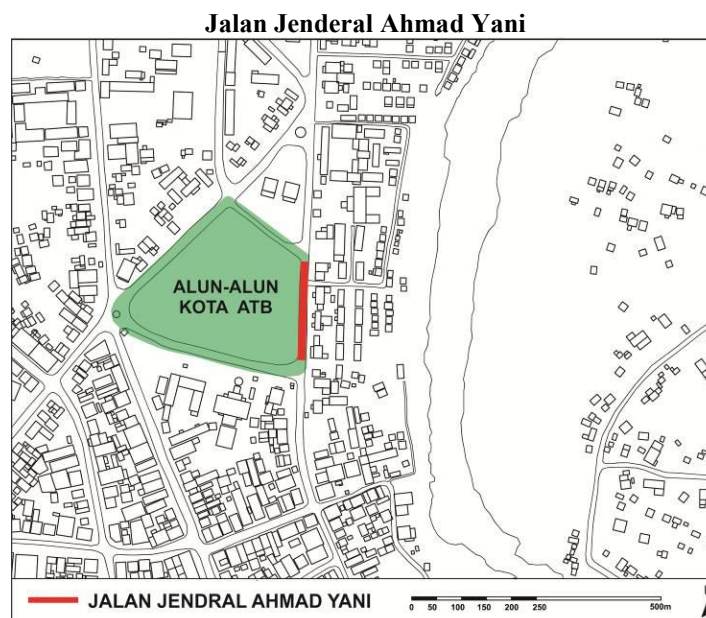 Jalan Jenderal Ahmad Yani
ALUN-ALUN
KOTA ATB
JALAN JENDRAL AHMAD YANI
0 50 100 150 200 250 500m